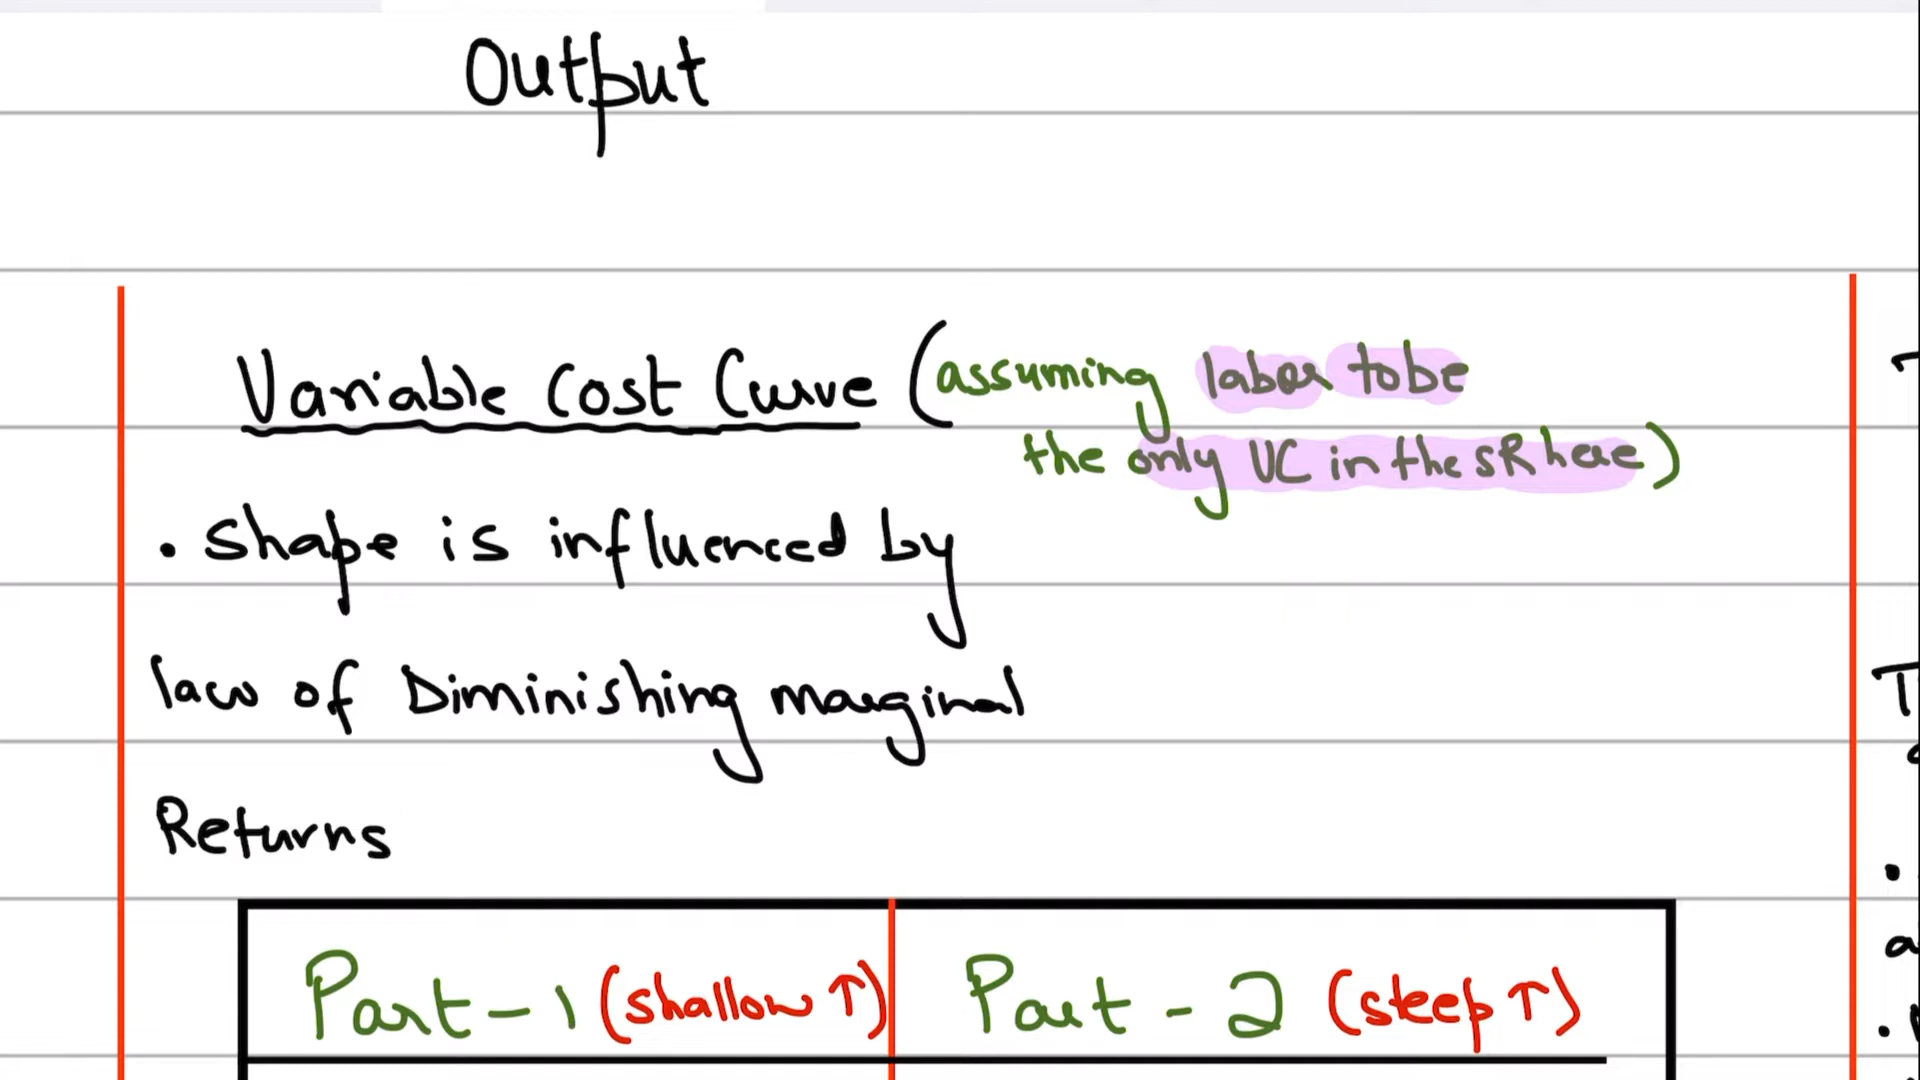 Output
Variable Cost Curve (assuming labor to be
the only VC in the SR here)
• Shape is influenced by
law of Diminishing marginal
Returns
Part - 1 (shallow ↑)
Part - 2 (steep ↑)